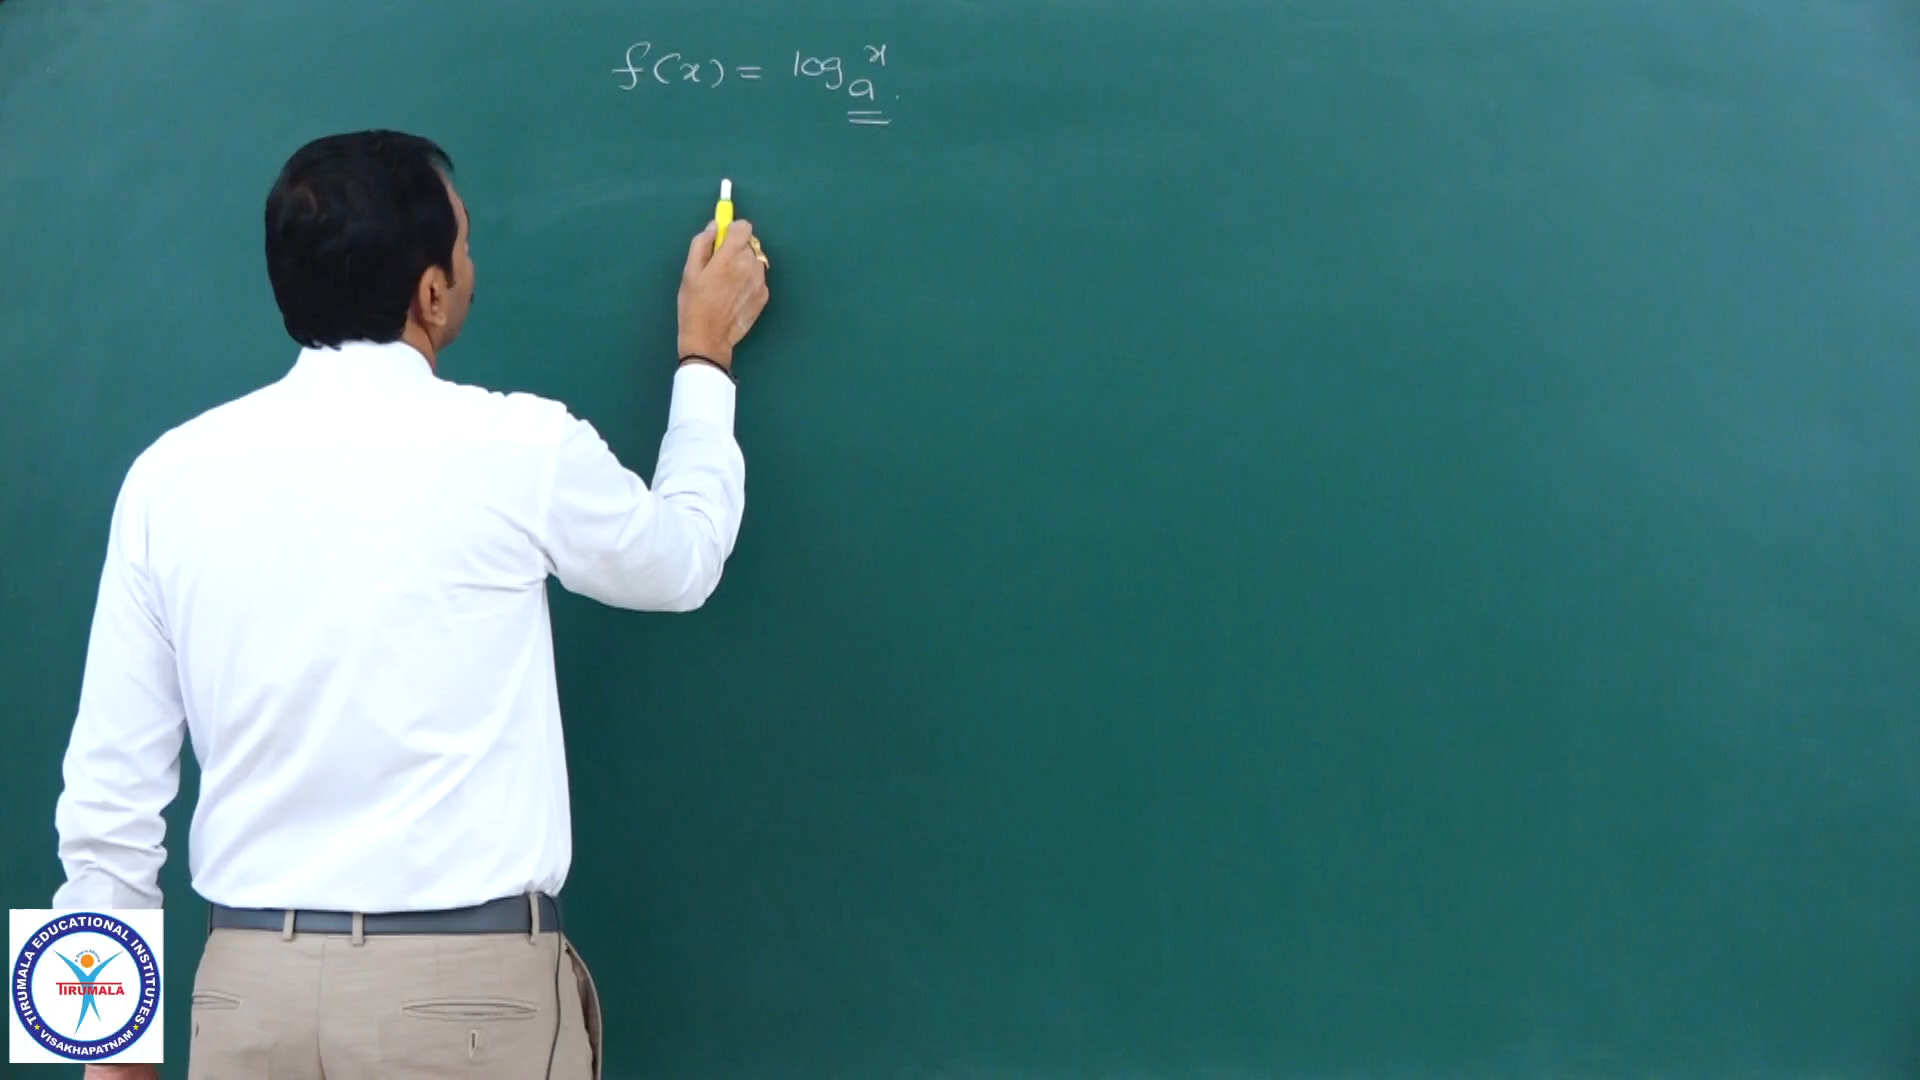 f(x) = log_a^x.
TIRUMALA EDUCATIONAL INSTITUTES
TIRUMALA
★ VISAKHAPATNAM ★